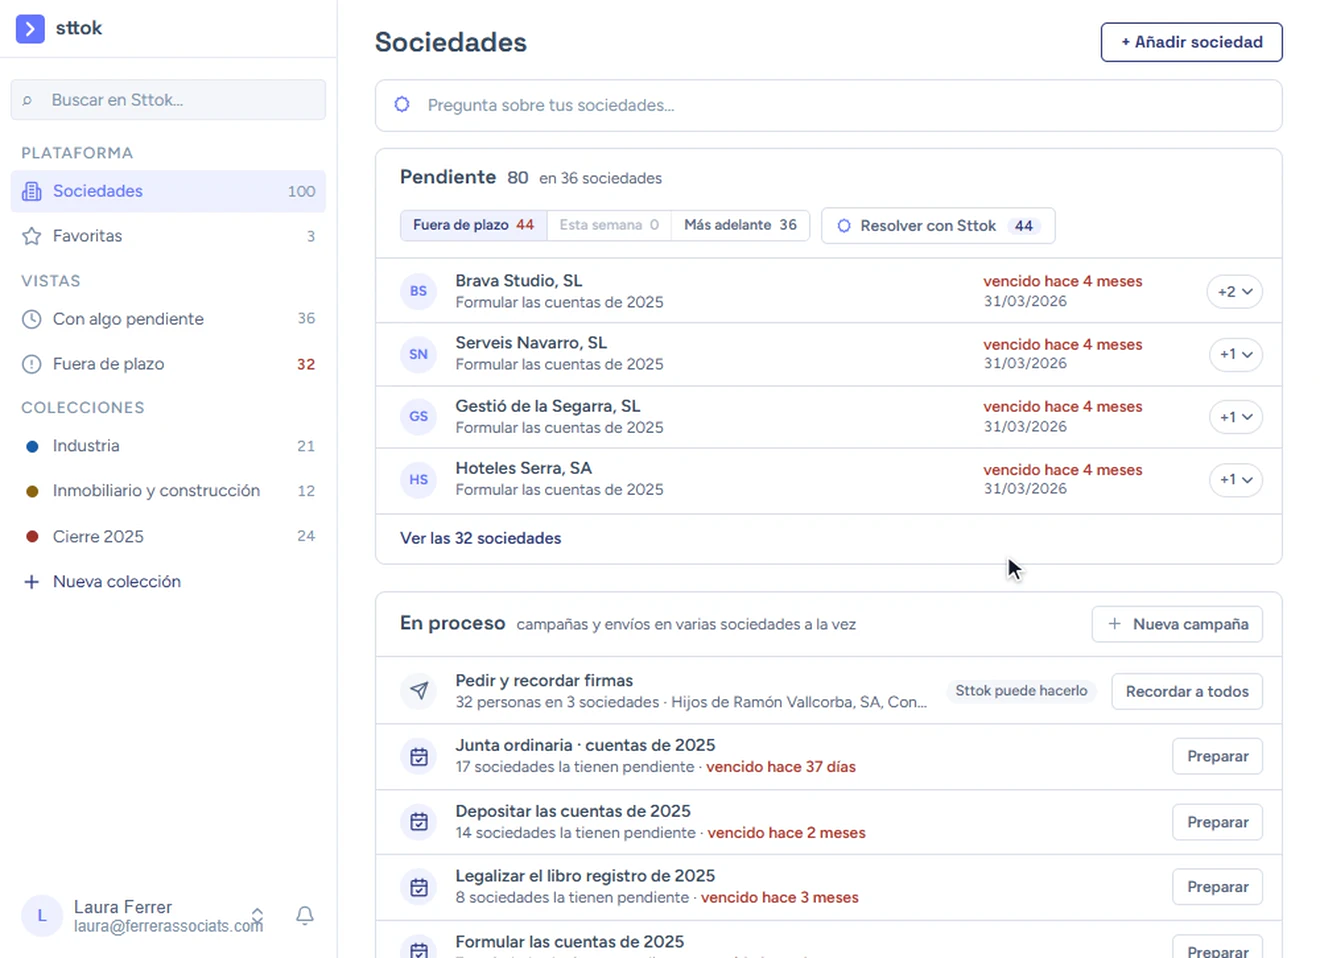 sttok
Buscar en Sttok...
PLATAFORMA
Sociedades 100
Favoritas 3
VISTAS
Con algo pendiente 36
Fuera de plazo 32
COLECCIONES
Industria 21
Inmobiliario y construcción 12
Cierre 2025 24
+ Nueva colección
L
Laura Ferrer
laura@ferrerassociats.com
Sociedades
+ Añadir sociedad
Pregunta sobre tus sociedades...
Pendiente 80 en 36 sociedades
Fuera de plazo 44 Esta semana 0 Más adelante 36 Resolver con Sttok 44
BS Brava Studio, SL vencido hace 4 meses +2
Formular las cuentas de 2025 31/03/2026
SN Serveis Navarro, SL vencido hace 4 meses +1
Formular las cuentas de 2025 31/03/2026
GS Gestió de la Segarra, SL vencido hace 4 meses +1
Formular las cuentas de 2025 31/03/2026
HS Hoteles Serra, SA vencido hace 4 meses +1
Formular las cuentas de 2025 31/03/2026
Ver las 32 sociedades
En proceso campañas y envíos en varias sociedades a la vez + Nueva campaña
Pedir y recordar firmas Sttok puede hacerlo Recordar a todos
32 personas en 3 sociedades · Hijos de Ramón Vallcorba, SA, Con...
Junta ordinaria · cuentas de 2025 Preparar
17 sociedades la tienen pendiente · vencido hace 37 días
Depositar las cuentas de 2025 Preparar
14 sociedades la tienen pendiente · vencido hace 2 meses
Legalizar el libro registro de 2025 Preparar
8 sociedades la tienen pendiente · vencido hace 3 meses
Formular las cuentas de 2025 Preparar